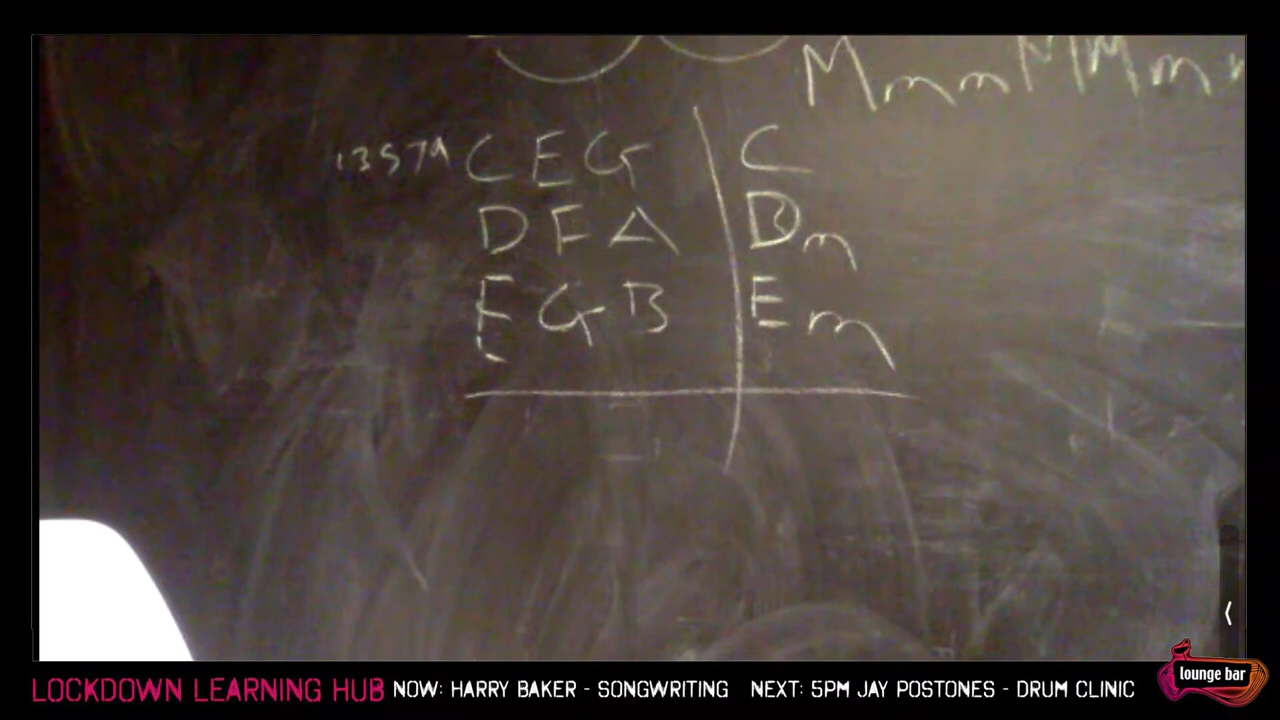 MmmMMm
13579 CEG C
DFA Dm
EGB Em
LOCKDOWN LEARNING HUB NOW: HARRY BAKER - SONGWRITING NEXT: 5PM JAY POSTONES - DRUM CLINIC
lounge bar